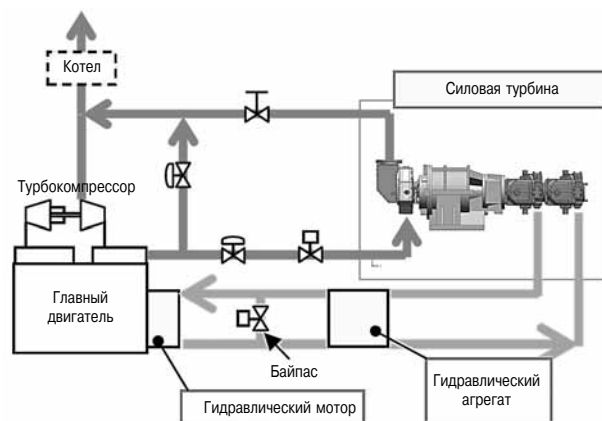 Котел
Силовая турбина
Турбокомпрессор
Главный
двигатель
Байпас
Гидравлический мотор
Гидравлический
агрегат